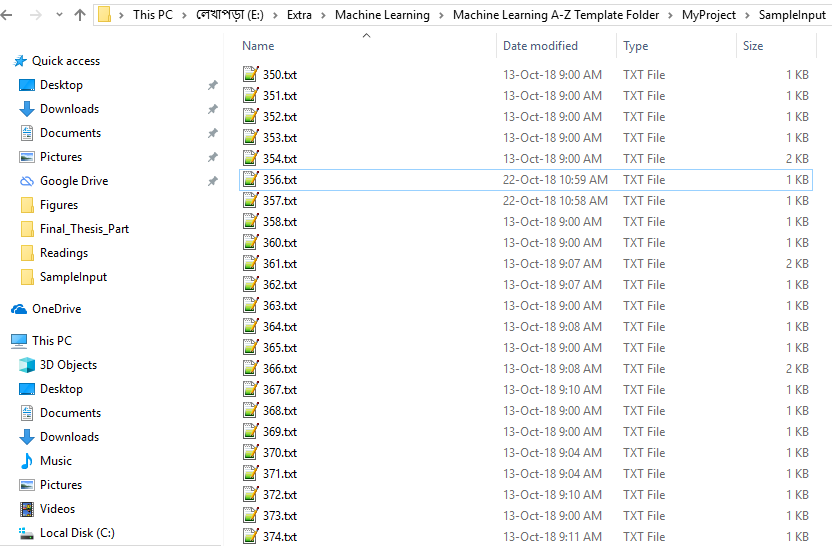 This PC > লেখাপড়া (E:) > Extra > Machine Learning > Machine Learning A-Z Template Folder > MyProject > SampleInput
Name Date modified Type Size
Quick access
Desktop
Downloads
Documents
Pictures
Google Drive
Figures
Final_Thesis_Part
Readings
SampleInput
OneDrive
This PC
3D Objects
Desktop
Documents
Downloads
Music
Pictures
Videos
Local Disk (C:)
350.txt 13-Oct-18 9:00 AM TXT File 1 KB
351.txt 13-Oct-18 9:00 AM TXT File 1 KB
352.txt 13-Oct-18 9:00 AM TXT File 1 KB
353.txt 13-Oct-18 9:00 AM TXT File 1 KB
354.txt 13-Oct-18 9:00 AM TXT File 2 KB
356.txt 22-Oct-18 10:59 AM TXT File 1 KB
357.txt 22-Oct-18 10:58 AM TXT File 1 KB
358.txt 13-Oct-18 9:00 AM TXT File 1 KB
360.txt 13-Oct-18 9:00 AM TXT File 1 KB
361.txt 13-Oct-18 9:07 AM TXT File 2 KB
362.txt 13-Oct-18 9:07 AM TXT File 1 KB
363.txt 13-Oct-18 9:00 AM TXT File 1 KB
364.txt 13-Oct-18 9:08 AM TXT File 1 KB
365.txt 13-Oct-18 9:00 AM TXT File 1 KB
366.txt 13-Oct-18 9:08 AM TXT File 2 KB
367.txt 13-Oct-18 9:10 AM TXT File 1 KB
368.txt 13-Oct-18 9:00 AM TXT File 1 KB
369.txt 13-Oct-18 9:00 AM TXT File 1 KB
370.txt 13-Oct-18 9:04 AM TXT File 1 KB
371.txt 13-Oct-18 9:04 AM TXT File 1 KB
372.txt 13-Oct-18 9:10 AM TXT File 1 KB
373.txt 13-Oct-18 9:00 AM TXT File 1 KB
374.txt 13-Oct-18 9:11 AM TXT File 1 KB